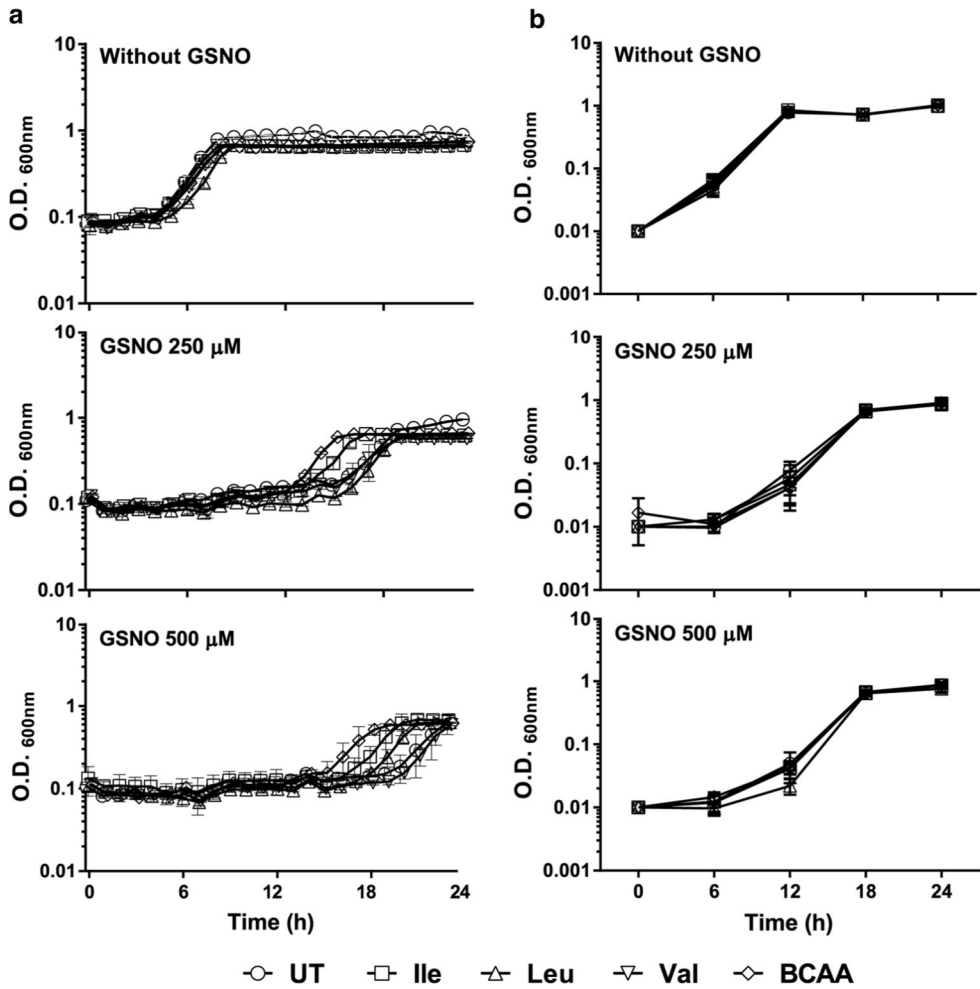 a
Without GSNO
10
1
0.1
0.01
O.D. 600nm
GSNO 250 μM
10
1
0.1
0.01
O.D. 600nm
GSNO 500 μM
10
1
0.1
0.01
O.D. 600nm
0 6 12 18 24
Time (h)
b
Without GSNO
10
1
0.1
0.01
0.001
O.D. 600nm
GSNO 250 μM
10
1
0.1
0.01
0.001
O.D. 600nm
GSNO 500 μM
10
1
0.1
0.01
0.001
O.D. 600nm
0 6 12 18 24
Time (h)
UT Ile Leu Val BCAA